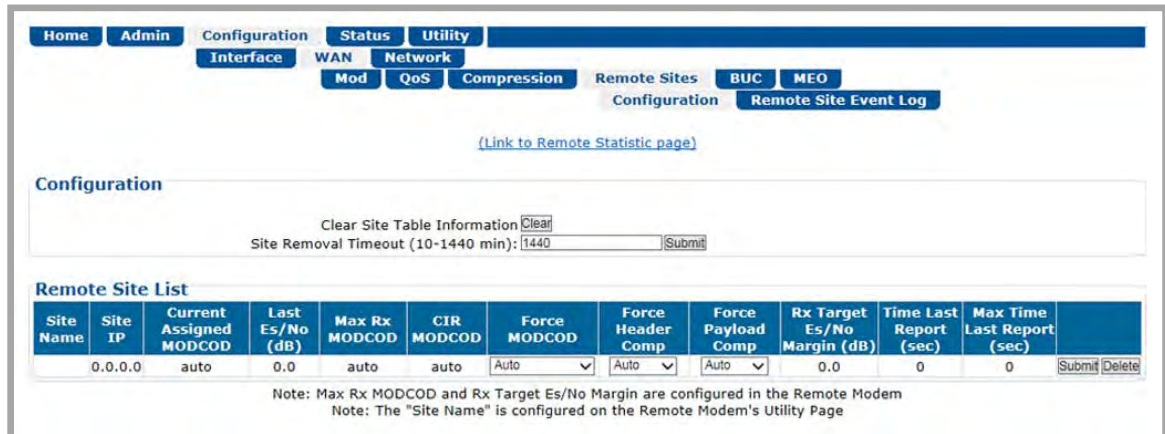 Home Admin Configuration Status Utility
Interface WAN Network
Mod QoS Compression Remote Sites BUC MEO
Configuration Remote Site Event Log
(Link to Remote Statistic page)
Configuration
Clear Site Table Information Clear
Site Removal Timeout (10-1440 min): 1440 Submit
Remote Site List
Site Name Site IP Current Assigned MODCOD Last Es/No (dB) Max Rx MODCOD CIR MODCOD Force MODCOD Force Header Comp Force Payload Comp Rx Target Es/No Margin (dB) Time Last Report (sec) Max Time Last Report (sec)
0.0.0.0 auto 0.0 auto auto Auto Auto Auto 0.0 0 0 Submit Delete
Note: Max Rx MODCOD and Rx Target Es/No Margin are configured in the Remote Modem
Note: The "Site Name" is configured on the Remote Modem's Utility Page